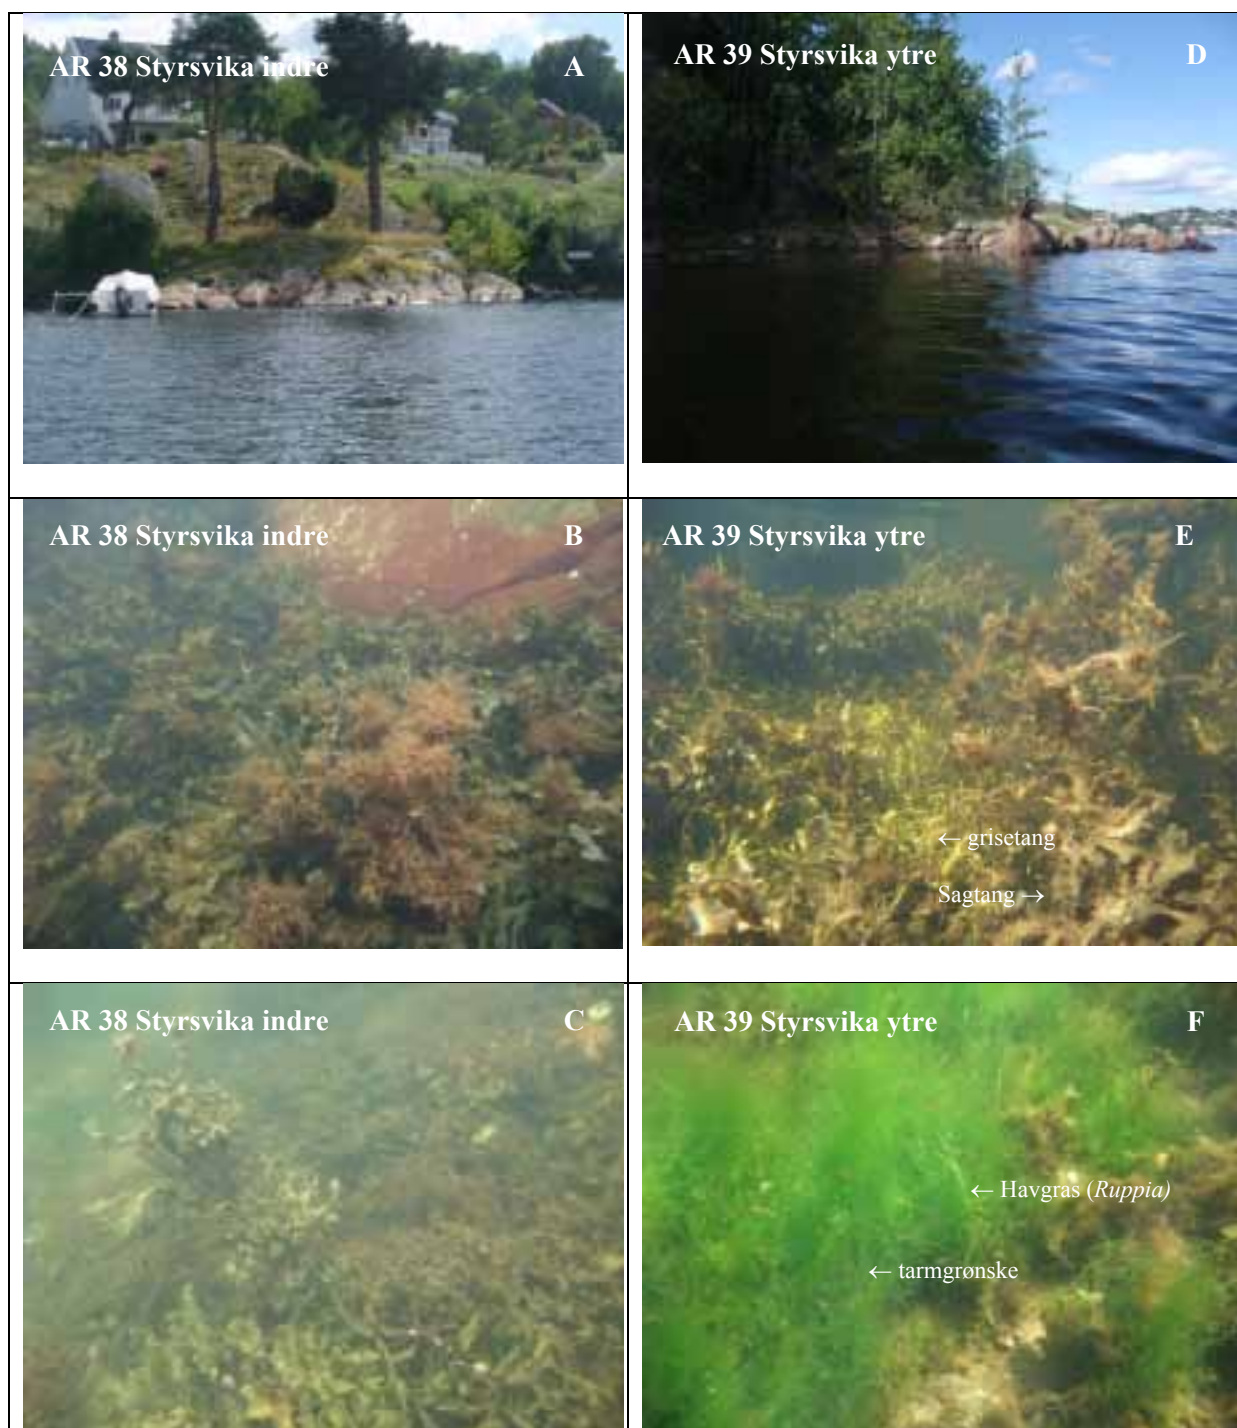 AR 38 Styrsvika indre A
AR 39 Styrsvika ytre D
AR 38 Styrsvika indre B
AR 39 Styrsvika ytre E
← grisetang
Sagtang →
AR 38 Styrsvika indre C
AR 39 Styrsvika ytre F
← Havgras (Ruppia)
← tarmgrønske